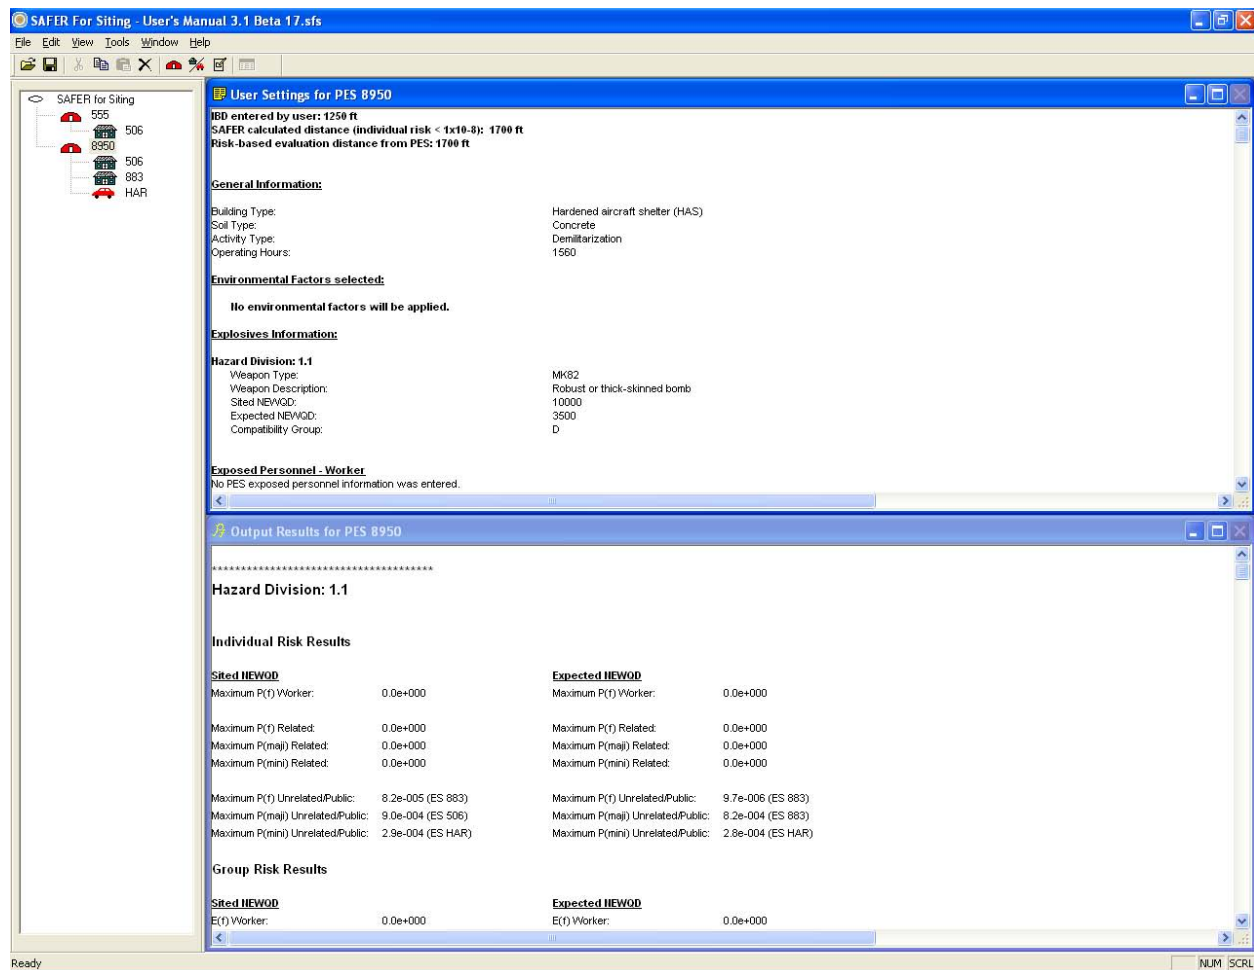 SAFER For Siting - User's Manual 3.1 Beta 17.sfs
File Edit View Tools Window Help
SAFER for Siting
555
506
8950
506
883
HAR
User Settings for PES 8950
IBD entered by user: 1250 ft
SAFER calculated distance (individual risk < 1x10-8): 1700 ft
Risk-based evaluation distance from PES: 1700 ft
General Information:
Building Type: Hardened aircraft shelter (HAS)
Soil Type: Concrete
Activity Type: Demilitarization
Operating Hours: 1560
Environmental Factors selected:
No environmental factors will be applied.
Explosives Information:
Hazard Division: 1.1
Weapon Type: MK82
Weapon Description: Robust or thick-skinned bomb
Sited NEWQD: 10000
Expected NEWQD: 3500
Compatibility Group: D
Exposed Personnel - Worker
No PES exposed personnel information was entered.
Output Results for PES 8950
**************************************
Hazard Division: 1.1
Individual Risk Results
Sited NEWQD Expected NEWQD
Maximum P(f) Worker: 0.0e+000 Maximum P(f) Worker: 0.0e+000
Maximum P(f) Related: 0.0e+000 Maximum P(f) Related: 0.0e+000
Maximum P(maji) Related: 0.0e+000 Maximum P(maji) Related: 0.0e+000
Maximum P(mini) Related: 0.0e+000 Maximum P(mini) Related: 0.0e+000
Maximum P(f) Unrelated/Public: 8.2e-005 (ES 883) Maximum P(f) Unrelated/Public: 9.7e-006 (ES 883)
Maximum P(maji) Unrelated/Public: 9.0e-004 (ES 506) Maximum P(maji) Unrelated/Public: 8.2e-004 (ES 883)
Maximum P(mini) Unrelated/Public: 2.9e-004 (ES HAR) Maximum P(mini) Unrelated/Public: 2.8e-004 (ES HAR)
Group Risk Results
Sited NEWQD Expected NEWQD
E(f) Worker: 0.0e+000 E(f) Worker: 0.0e+000
Ready NUM SCRL